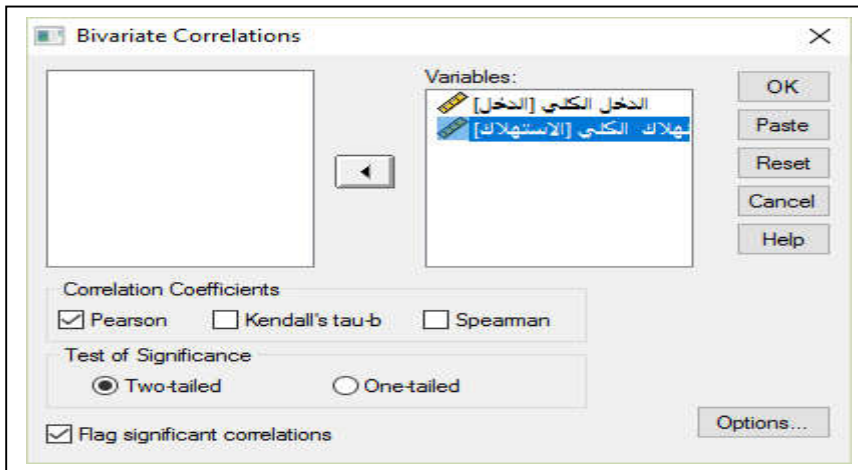 Bivariate Correlations
Variables:
الدخل الكلي [الدخل]
تهلاك الكلي [الاستهلاك]
OK
Paste
Reset
Cancel
Help
Correlation Coefficients
Pearson Kendall's tau-b Spearman
Test of Significance
Two-tailed One-tailed
Flag significant correlations
Options...